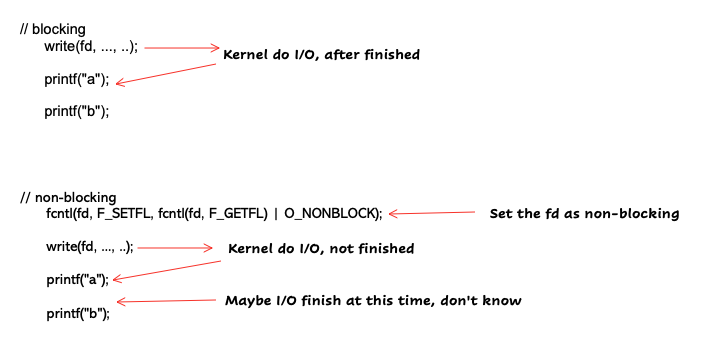 // blocking
write(fd, ..., ..);
Kernel do I/O, after finished
printf("a");
printf("b");
// non-blocking
fcntl(fd, F_SETFL, fcntl(fd, F_GETFL) | O_NONBLOCK);
Set the fd as non-blocking
write(fd, ..., ..);
Kernel do I/O, not finished
printf("a");
Maybe I/O finish at this time, don't know
printf("b");